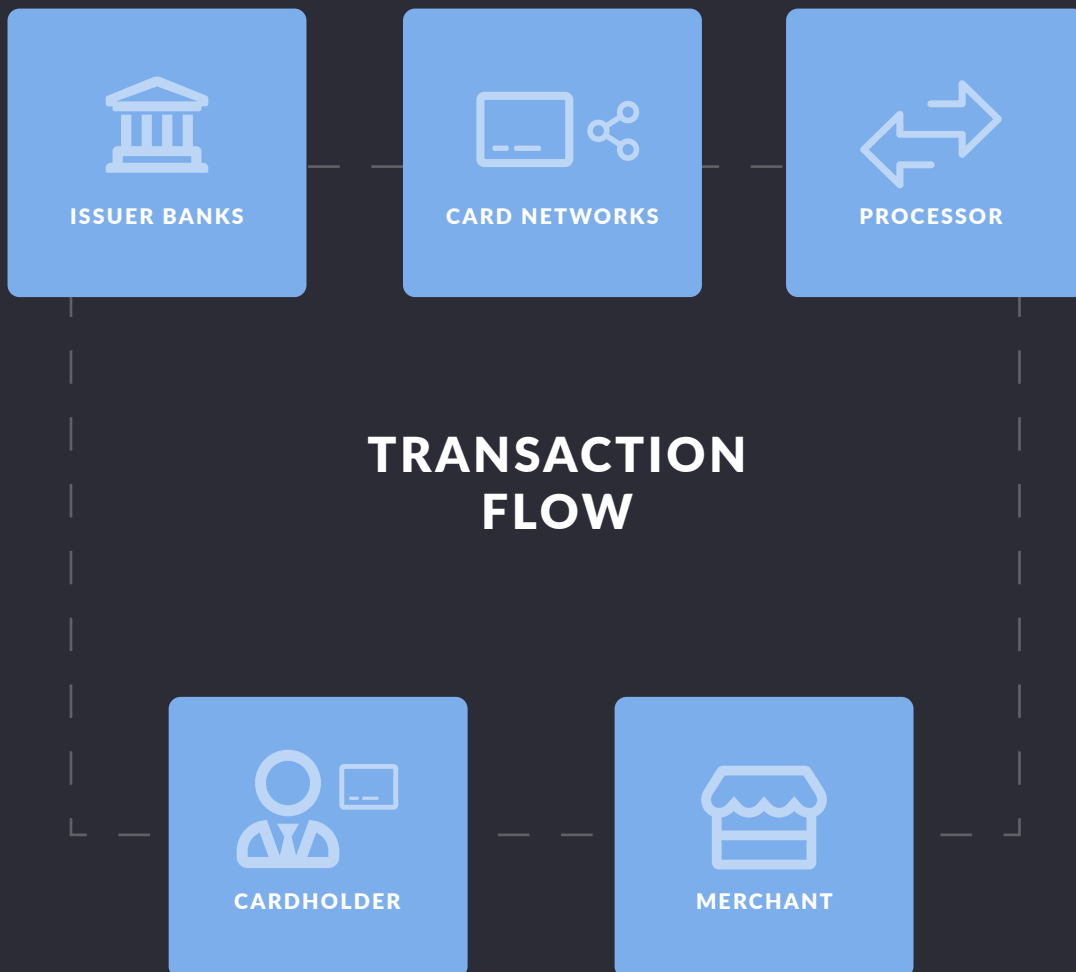 ISSUER BANKS
CARD NETWORKS
PROCESSOR
TRANSACTION
FLOW
CARDHOLDER
MERCHANT